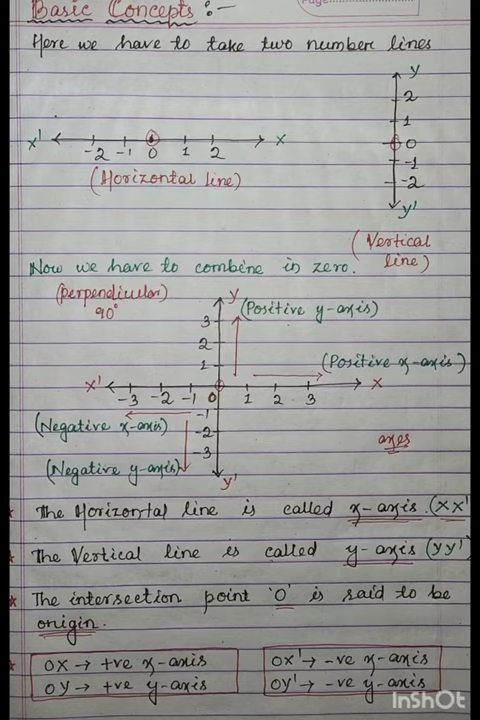 Basic Concepts :-
Page
Here we have to take two number lines
y
2
1
0
-1
-2
y'
x' -2 -1 0 1 2 x
(Horizontal line)
(Vertical
line)
Now we have to combine in zero.
(perpendicular)
90°
y
(Positive y-axis)
3
2
1
(Positive x-axis)
x' -3 -2 -1 0 1 2 3 x
-1
-2
-3
y'
(Negative x-axis)
(Negative y-axis)
axes
* The Horizontal line is called x-axis. (XX'
* The Vertical line is called y-axis (YY')
* The intersection point 'O' is said to be
origin.
* OX → +ve x-axis
OY → +ve y-axis
OX' → -ve x-axis
OY' → -ve y-axis
InShOt